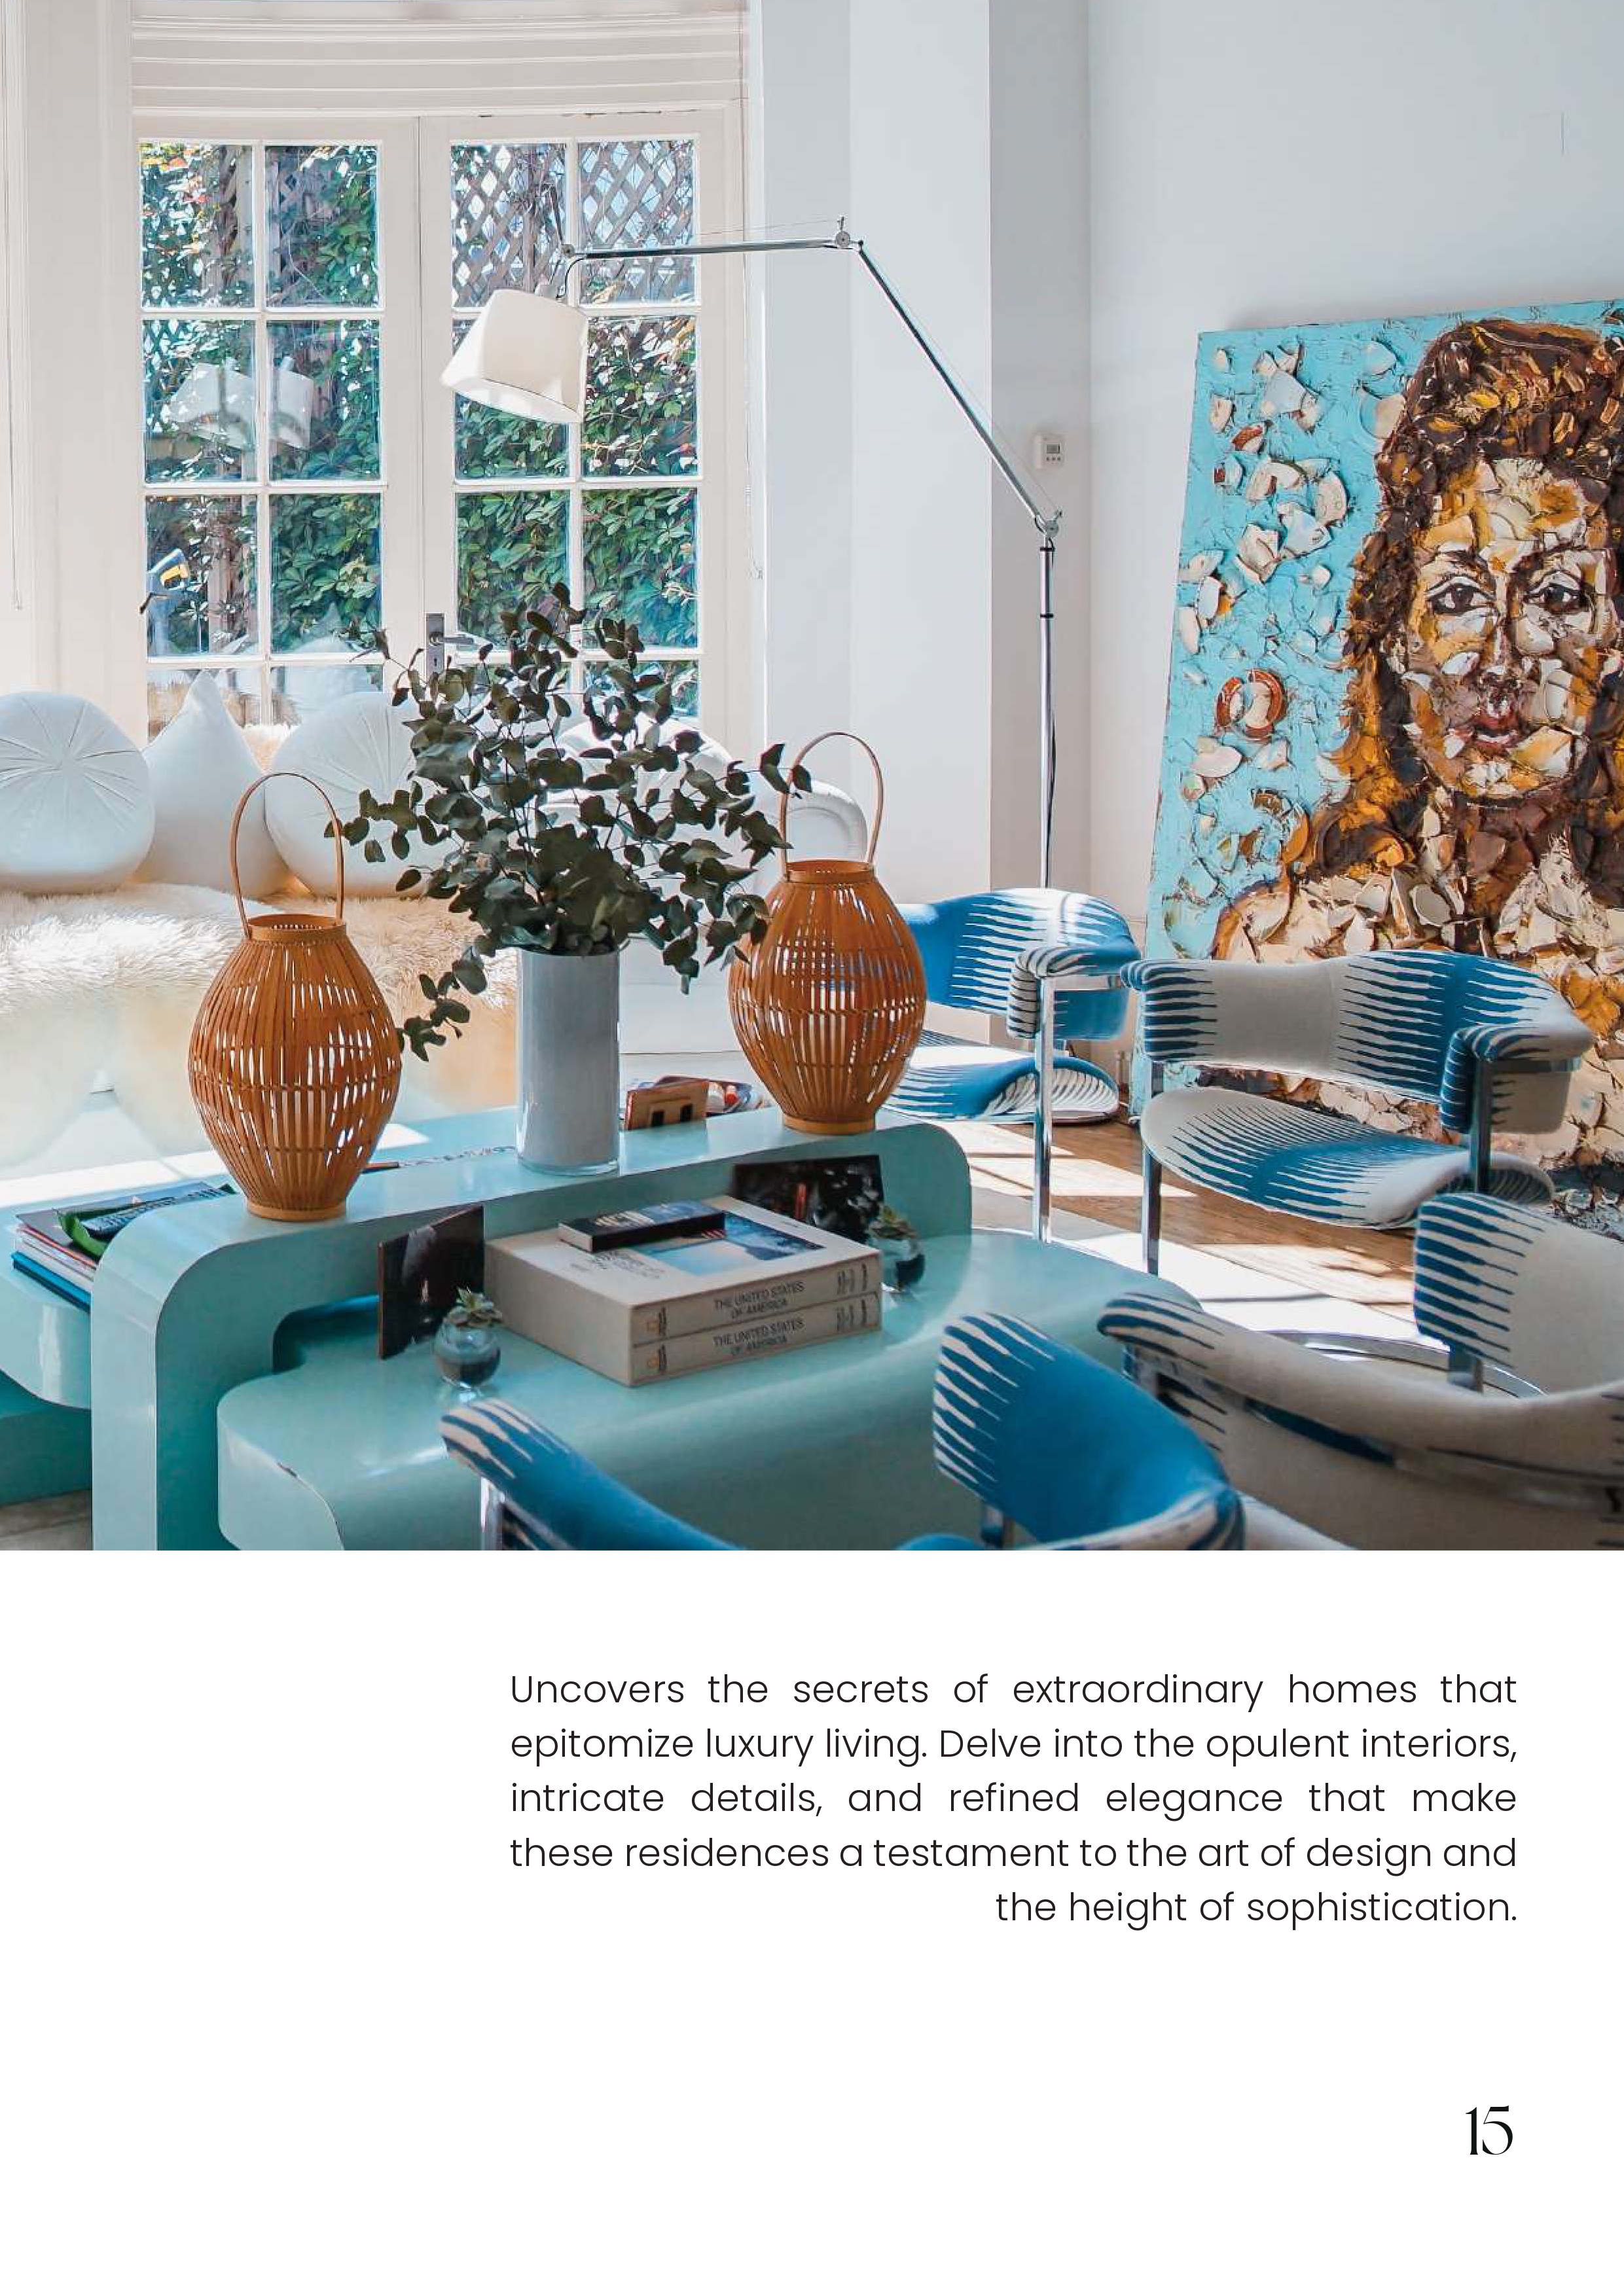 THE UNITED STATES
OF AMERICA
THE UNITED STATES
OF AMERICA
Uncovers the secrets of extraordinary homes that
epitomize luxury living. Delve into the opulent interiors,
intricate details, and refined elegance that make
these residences a testament to the art of design and
the height of sophistication.
15